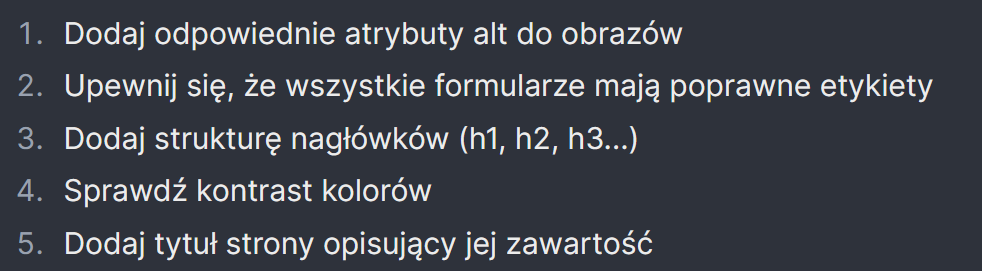 1. Dodaj odpowiednie atrybuty alt do obrazów
2. Upewnij się, że wszystkie formularze mają poprawne etykiety
3. Dodaj strukturę nagłówków (h1, h2, h3...)
4. Sprawdź kontrast kolorów
5. Dodaj tytuł strony opisujący jej zawartość